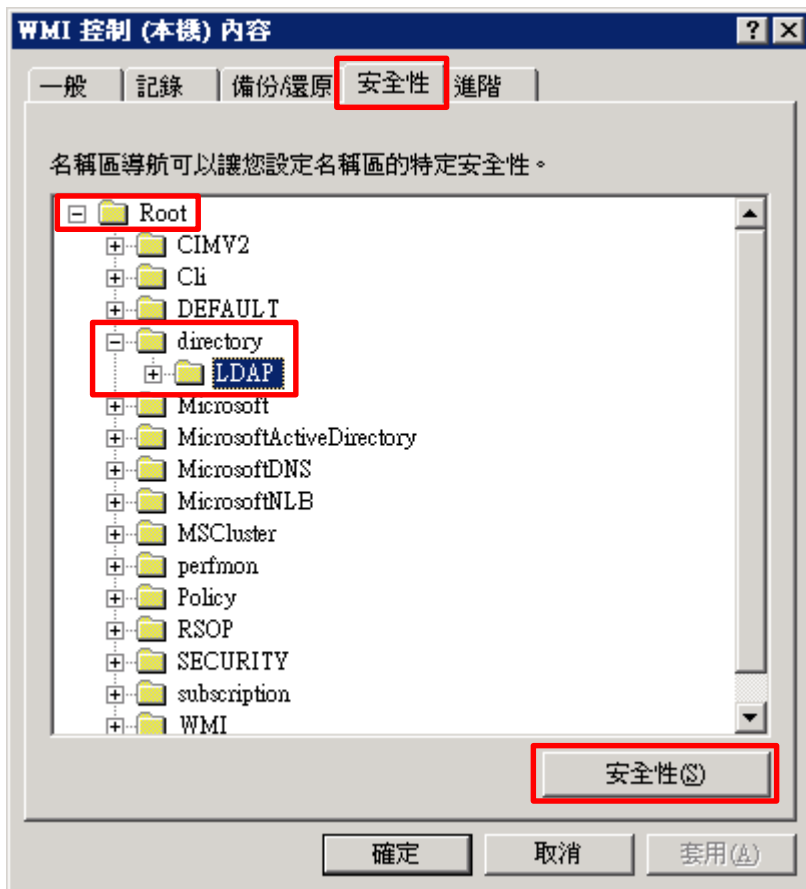 WMI 控制 (本機) 內容
一般 記錄 備份/還原 安全性 進階
名稱區導航可以讓您設定名稱區的特定安全性。
Root
CIMV2
Cli
DEFAULT
directory
LDAP
Microsoft
MicrosoftActiveDirectory
MicrosoftDNS
MicrosoftNLB
MSCluster
perfmon
Policy
RSOP
SECURITY
subscription
WMI
安全性(S)
確定 取消 套用(A)